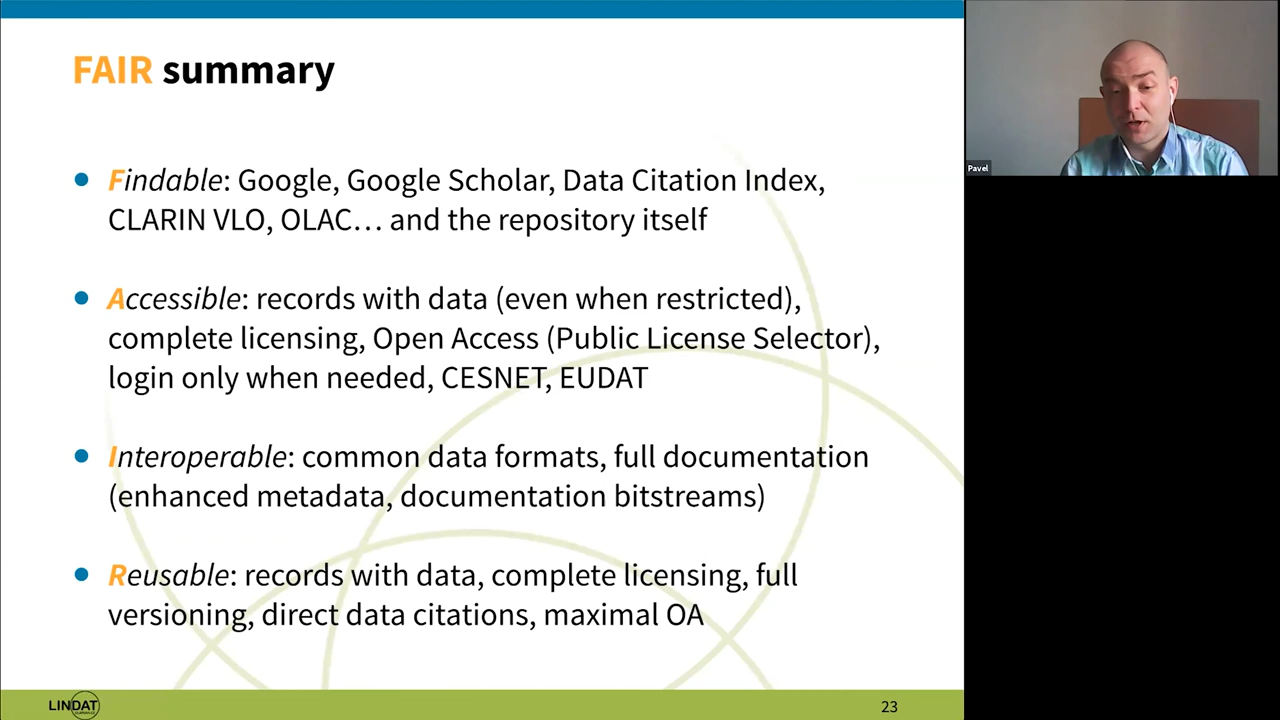 FAIR summary
Findable: Google, Google Scholar, Data Citation Index,
CLARIN VLO, OLAC… and the repository itself
Accessible: records with data (even when restricted),
complete licensing, Open Access (Public License Selector),
login only when needed, CESNET, EUDAT
Interoperable: common data formats, full documentation
(enhanced metadata, documentation bitstreams)
Reusable: records with data, complete licensing, full
versioning, direct data citations, maximal OA
LINDAT
23
Pavel